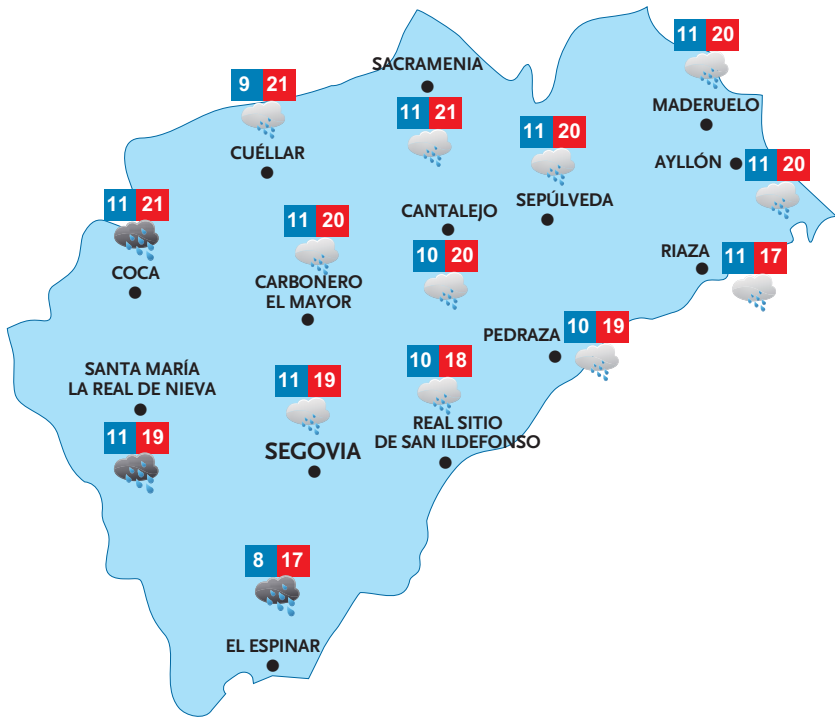 11 20
MADERUELO
SACRAMENIA
11 21
9 21
CUÉLLAR
11 20
SEPÚLVEDA
AYLLÓN
11 20
11 21
COCA
11 20
CARBONERO
EL MAYOR
CANTALEJO
10 20
RIAZA
11 17
PEDRAZA
10 19
SANTA MARÍA
LA REAL DE NIEVA
11 19
11 19
SEGOVIA
10 18
REAL SITIO
DE SAN ILDEFONSO
8 17
EL ESPINAR